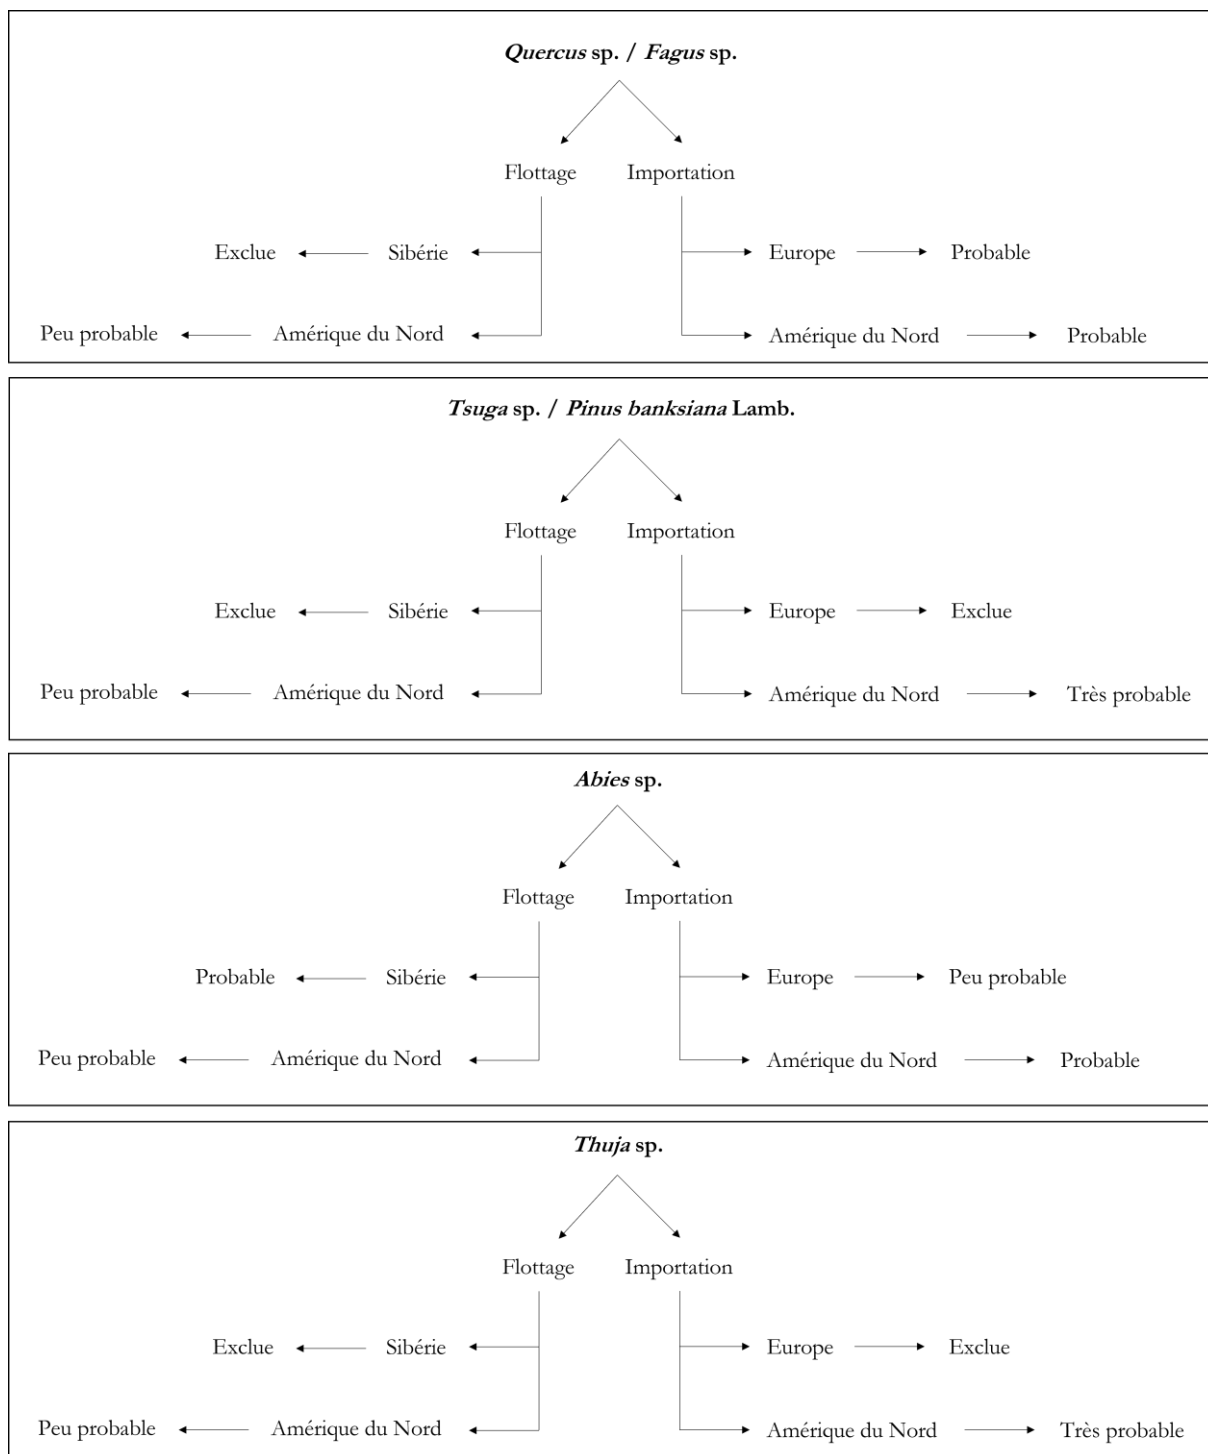 Quercus sp. / Fagus sp.
Flottage Importation
Exclue Sibérie Europe Probable
Peu probable Amérique du Nord Amérique du Nord Probable
Tsuga sp. / Pinus banksiana Lamb.
Flottage Importation
Exclue Sibérie Europe Exclue
Peu probable Amérique du Nord Amérique du Nord Très probable
Abies sp.
Flottage Importation
Probable Sibérie Europe Peu probable
Peu probable Amérique du Nord Amérique du Nord Probable
Thuja sp.
Flottage Importation
Exclue Sibérie Europe Exclue
Peu probable Amérique du Nord Amérique du Nord Très probable